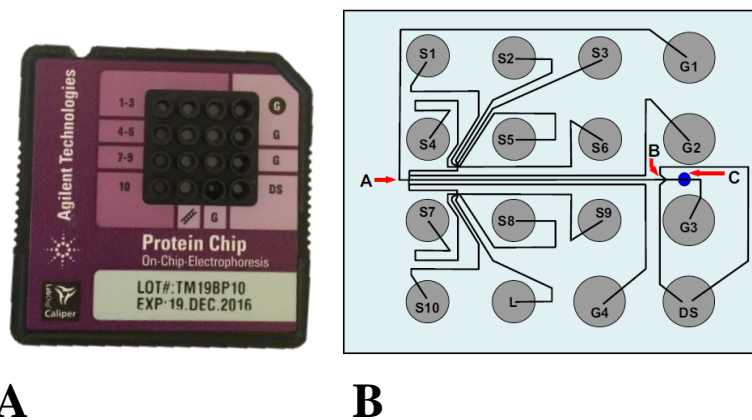 Agilent Technologies
1-3
G
4-6
G
7-9
G
10
DS
G
Protein Chip
On-Chip-Electrophoresis
LOT#:TM19BP10
EXP:19.DEC.2016
Caliper
LifeSci
S1
S2
S3
G1
S4
S5
S6
G2
B
A
C
S7
S8
S9
G3
S10
L
G4
DS
A
B